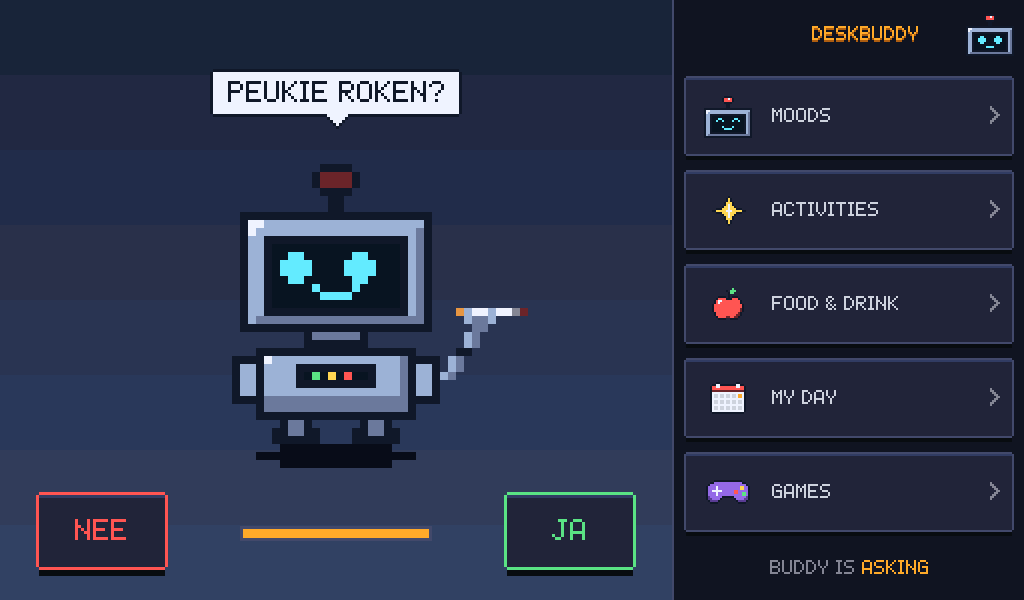 PEUKIE ROKEN?
NEE
JA
DESKBUDDY
MOODS
ACTIVITIES
FOOD & DRINK
MY DAY
GAMES
BUDDY IS ASKING